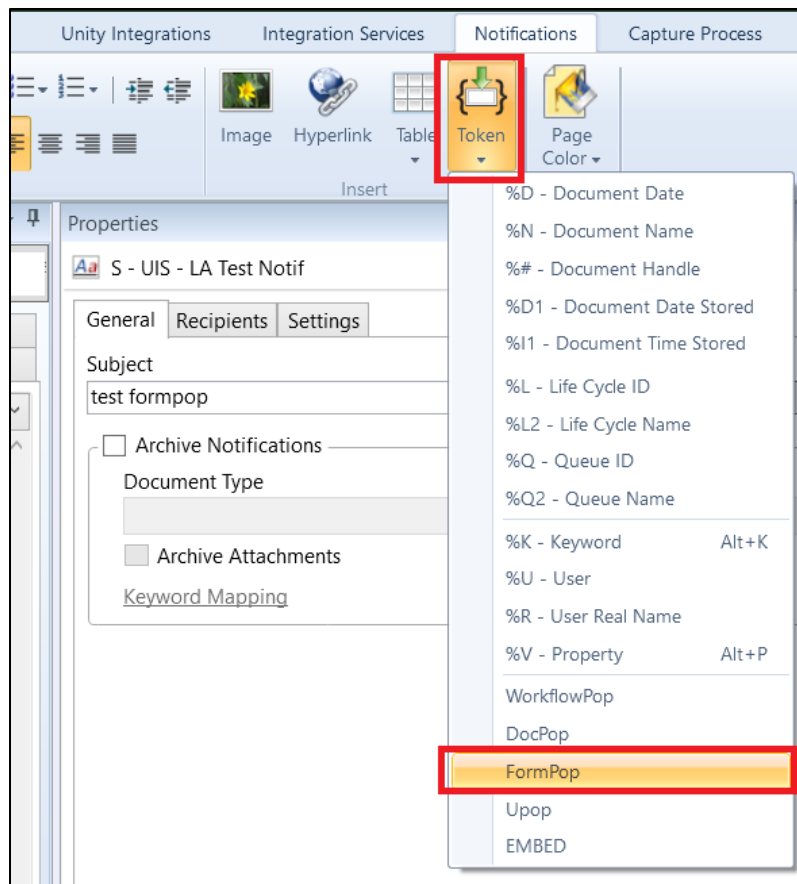 Unity Integrations Integration Services Notifications Capture Process
Image Hyperlink Table Token Page Color
Insert
Properties
S - UIS - LA Test Notif
General Recipients Settings
Subject
test formpop
Archive Notifications
Document Type
Archive Attachments
Keyword Mapping
%D - Document Date
%N - Document Name
%# - Document Handle
%D1 - Document Date Stored
%I1 - Document Time Stored
%L - Life Cycle ID
%L2 - Life Cycle Name
%Q - Queue ID
%Q2 - Queue Name
%K - Keyword Alt+K
%U - User
%R - User Real Name
%V - Property Alt+P
WorkflowPop
DocPop
FormPop
Upop
EMBED